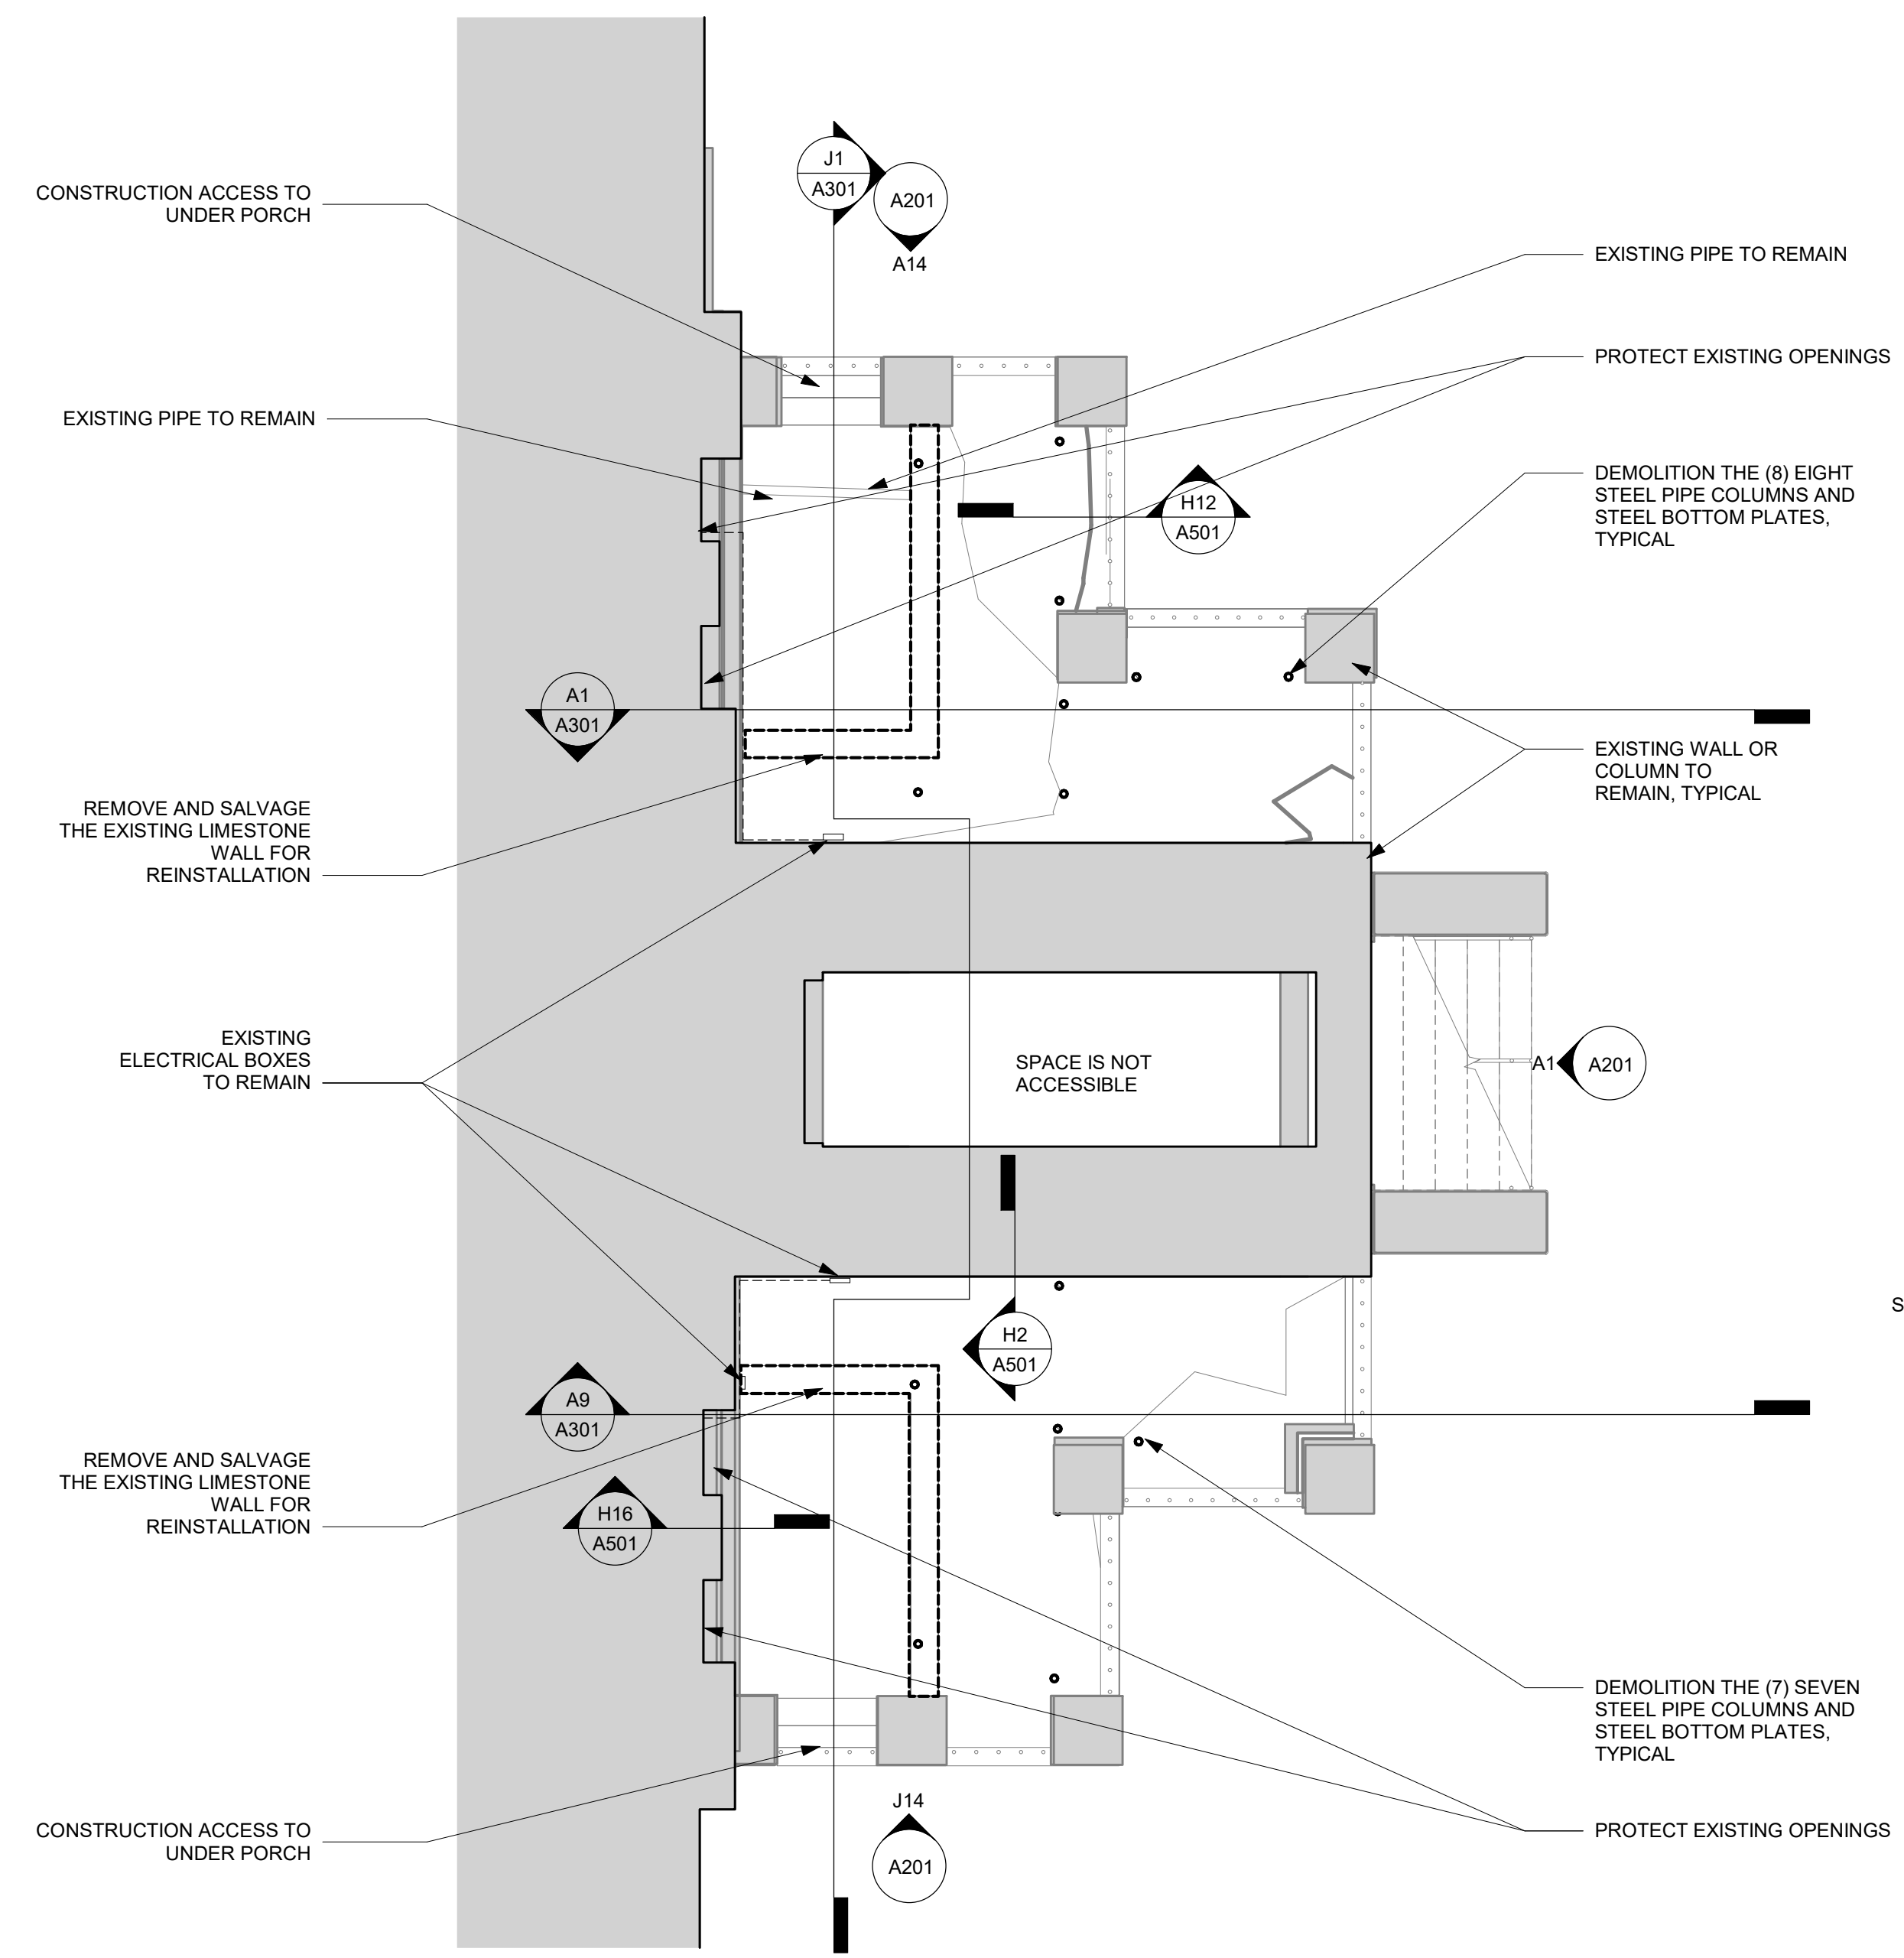 J1
A301
A201
A14
CONSTRUCTION ACCESS TO
UNDER PORCH
EXISTING PIPE TO REMAIN
PROTECT EXISTING OPENINGS
EXISTING PIPE TO REMAIN
DEMOLITION THE (8) EIGHT
STEEL PIPE COLUMNS AND
STEEL BOTTOM PLATES,
TYPICAL
H12
A501
A1
A301
EXISTING WALL OR
COLUMN TO
REMAIN, TYPICAL
REMOVE AND SALVAGE
THE EXISTING LIMESTONE
WALL FOR
REINSTALLATION
EXISTING
ELECTRICAL BOXES
TO REMAIN
SPACE IS NOT
ACCESSIBLE
A1
A201
S
H2
A501
A9
A301
REMOVE AND SALVAGE
THE EXISTING LIMESTONE
WALL FOR
REINSTALLATION
H16
A501
DEMOLITION THE (7) SEVEN
STEEL PIPE COLUMNS AND
STEEL BOTTOM PLATES,
TYPICAL
J14
A201
CONSTRUCTION ACCESS TO
UNDER PORCH
PROTECT EXISTING OPENINGS